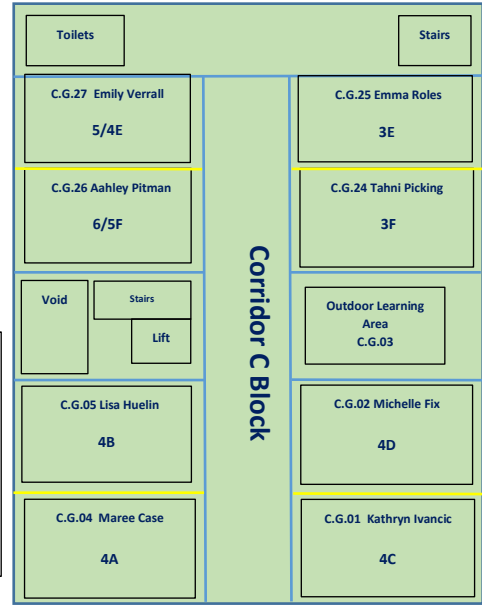 Toilets
Stairs
C.G.27 Emily Verrall
5/4E
C.G.25 Emma Roles
3E
C.G.26 Aahley Pitman
6/5F
C.G.24 Tahni Picking
3F
Corridor C Block
Void
Stairs
Lift
Outdoor Learning
Area
C.G.03
C.G.05 Lisa Huelin
4B
C.G.02 Michelle Fix
4D
C.G.04 Maree Case
4A
C.G.01 Kathryn Ivancic
4C